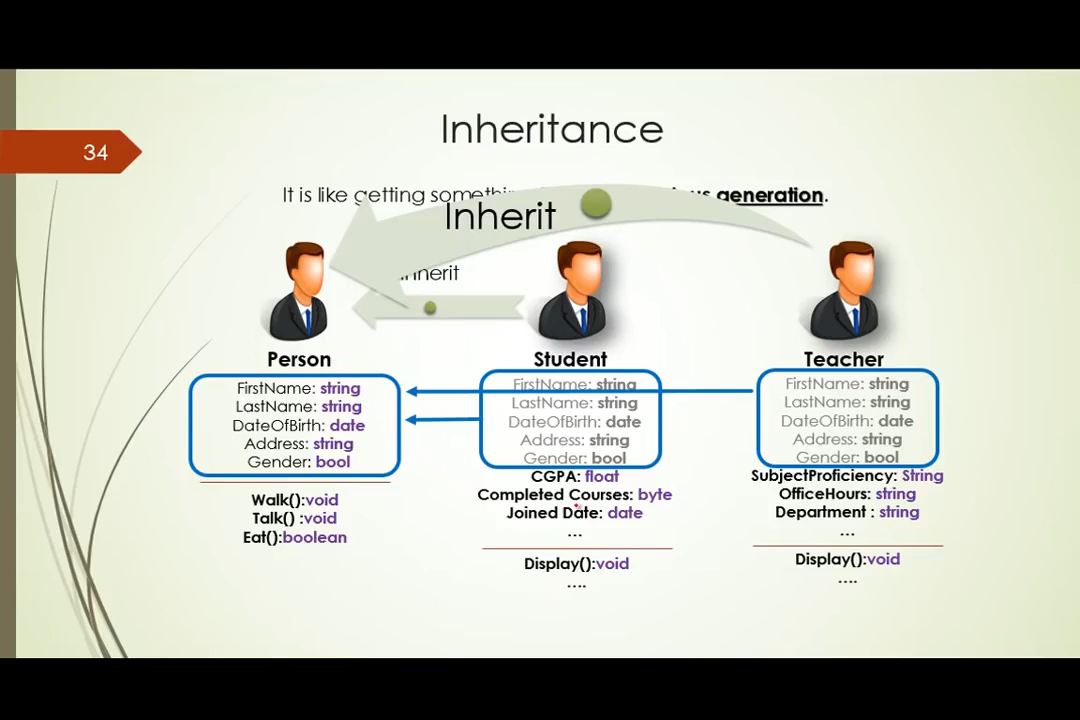 34
Inheritance
It is like getting generation.
Inherit
Person
FirstName: string
LastName: string
DateOfBirth: date
Address: string
Gender: bool
Walk():void
Talk() :void
Eat():boolean
Student
FirstName: string
LastName: string
DateOfBirth: date
Address: string
Gender: bool
CGPA: float
Completed Courses: byte
Joined Date: date
...
Display():void
....
Teacher
FirstName: string
LastName: string
DateOfBirth: date
Address: string
Gender: bool
SubjectProficiency: String
OfficeHours: string
Department : string
...
Display():void
....